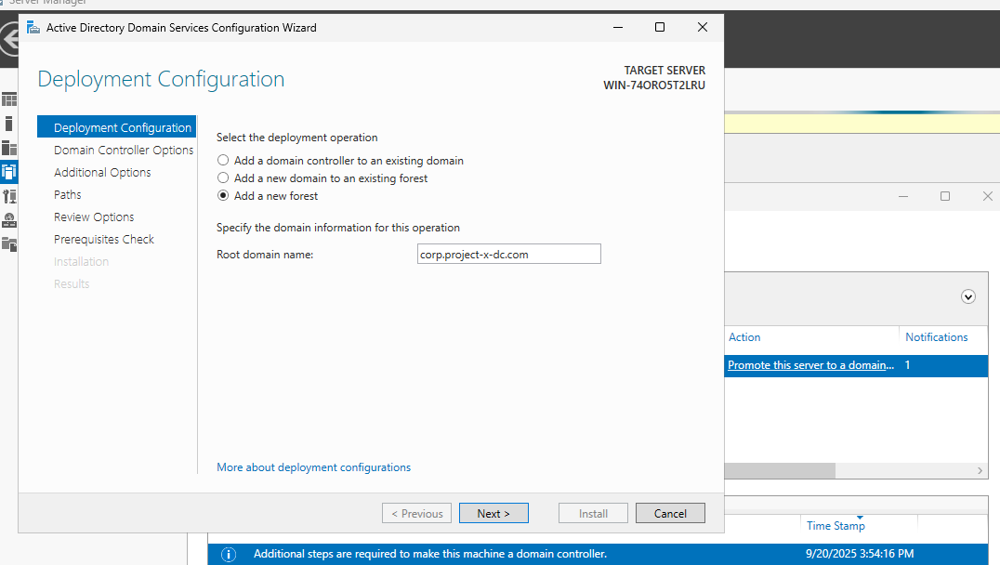 Server Manager
Active Directory Domain Services Configuration Wizard
Deployment Configuration
TARGET SERVER
WIN-74ORO5T2LRU
Deployment Configuration
Domain Controller Options
Additional Options
Paths
Review Options
Prerequisites Check
Installation
Results
Select the deployment operation
Add a domain controller to an existing domain
Add a new domain to an existing forest
Add a new forest
Specify the domain information for this operation
Root domain name:
corp.project-x-dc.com
More about deployment configurations
< Previous
Next >
Install
Cancel
Action
Notifications
Promote this server to a domain...
1
Time Stamp
Additional steps are required to make this machine a domain controller.
9/20/2025 3:54:16 PM